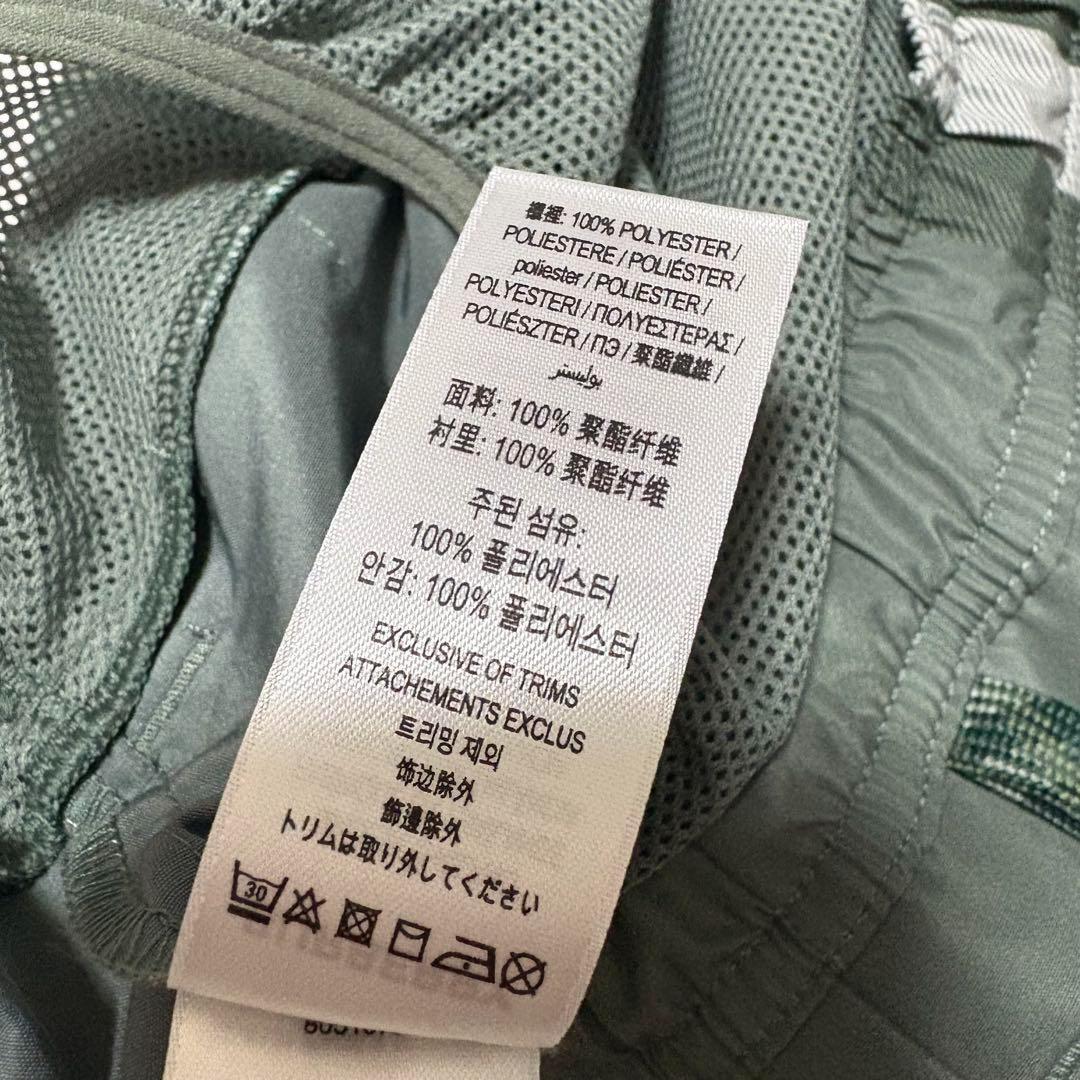 襯裡: 100% POLYESTER /
POLIESTERE / POLIÉSTER /
poliester / POLIESTER /
POLYESTERI / ΠΟΛΥΕΣΤΕΡΑΣ /
POLIÉSZTER / ПЭ / 聚酯纖維 /
بوليستر
面料: 100% 聚酯纤维
衬里: 100% 聚酯纤维
주된 섬유:
100% 폴리에스터
안감: 100% 폴리에스터
EXCLUSIVE OF TRIMS
ATTACHEMENTS EXCLUS
트리밍 제외
饰边除外
飾邊除外
トリムは取り外してください
30